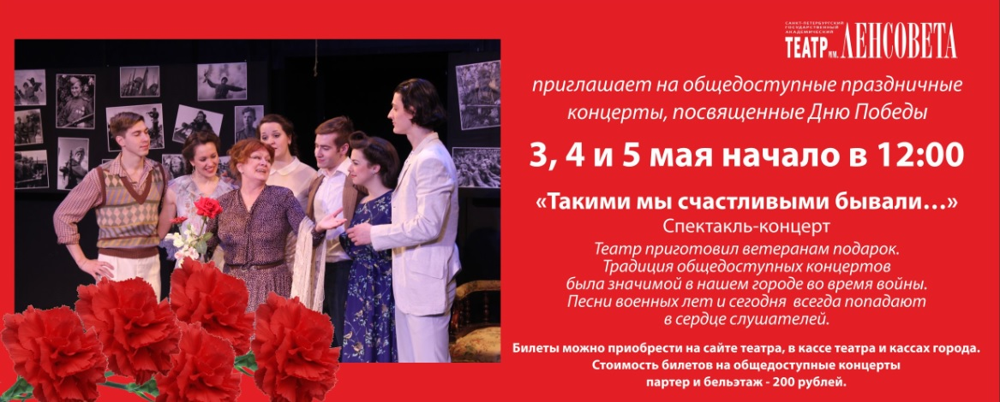 САНКТ-ПЕТЕРБУРГСКИЙ
ГОСУДАРСТВЕННЫЙ
АКАДЕМИЧЕСКИЙ
ТЕАТР ИМ. ЛЕНСОВЕТА
приглашает на общедоступные праздничные
концерты, посвященные Дню Победы
3, 4 и 5 мая начало в 12:00
«Такими мы счастливыми бывали…»
Спектакль-концерт
Театр приготовил ветеранам подарок.
Традиция общедоступных концертов
была значимой в нашем городе во время войны.
Песни военных лет и сегодня всегда попадают
в сердце слушателей.
Билеты можно приобрести на сайте театра, в кассе театра и кассах города.
Стоимость билетов на общедоступные концерты
партер и бельэтаж - 200 рублей.